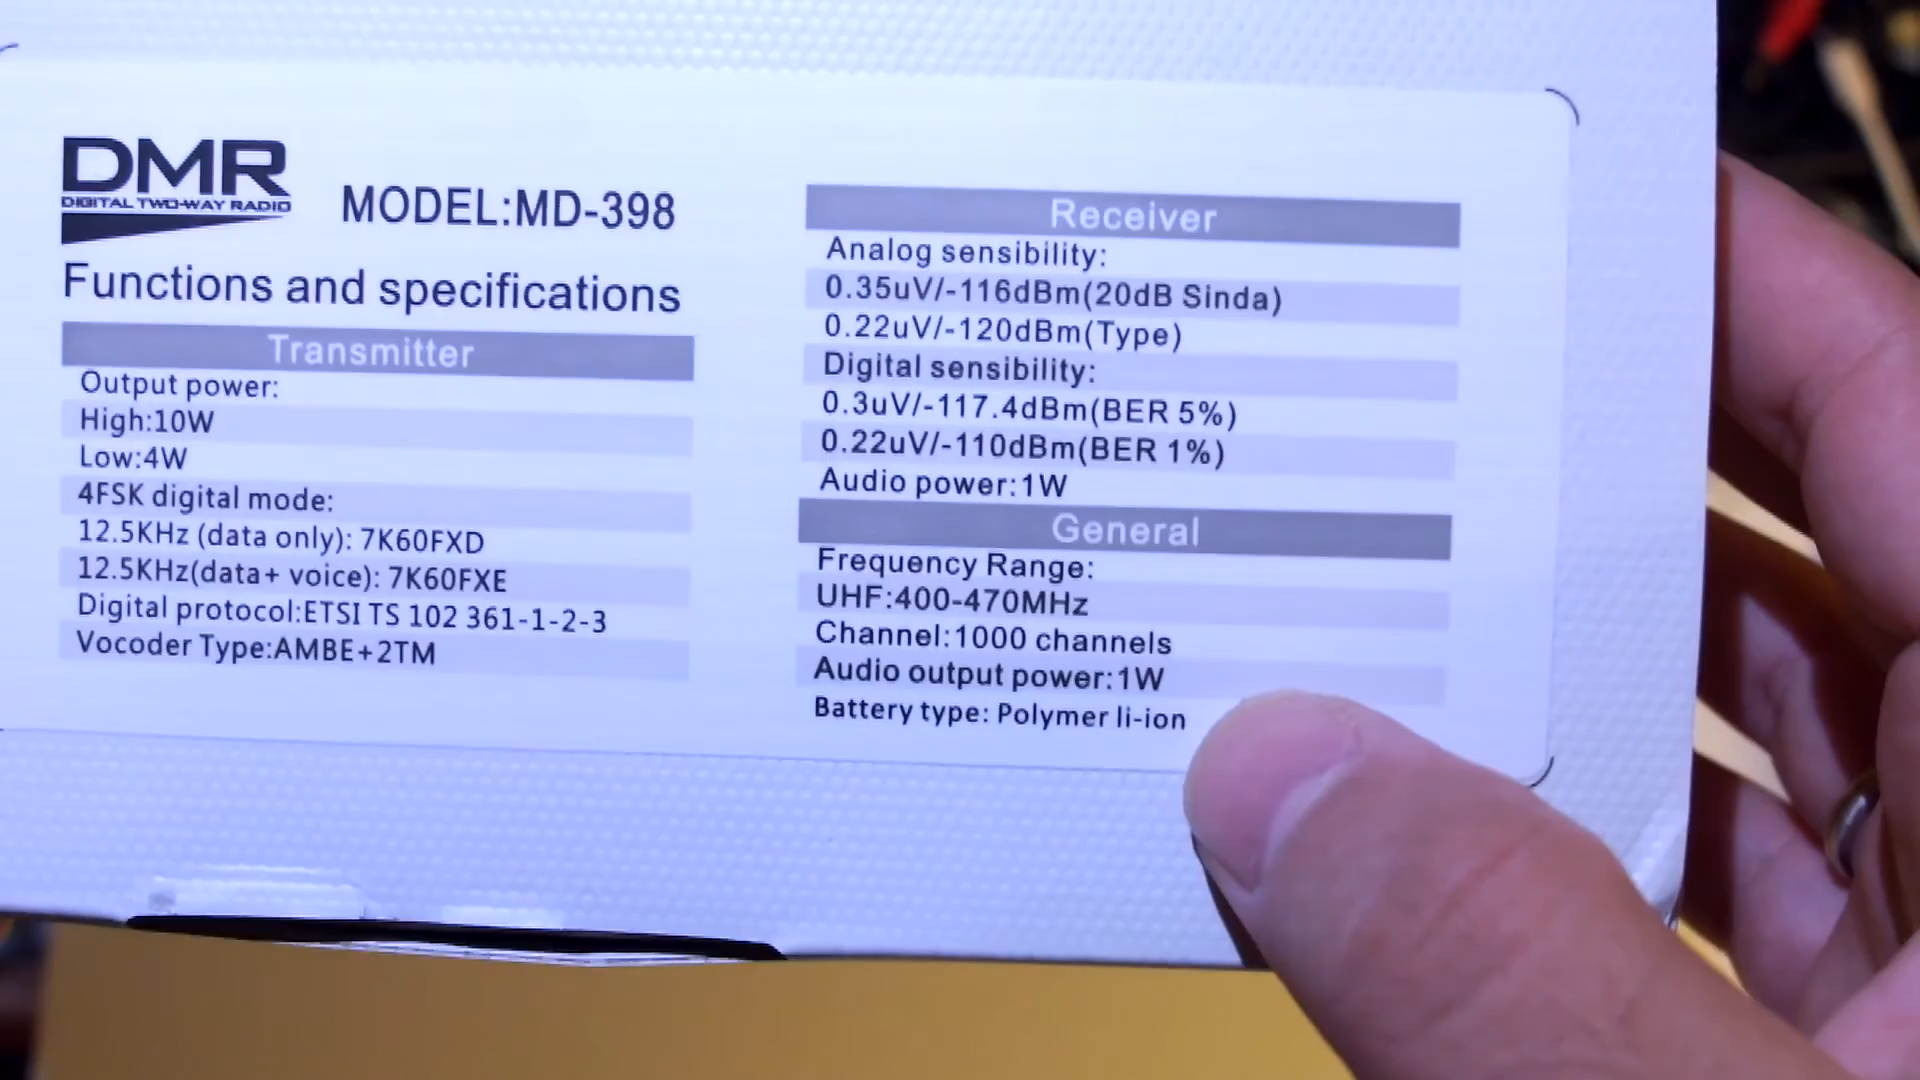 DMR
DIGITAL TWO-WAY RADIO
MODEL:MD-398
Functions and specifications
Transmitter
Output power:
High:10W
Low:4W
4FSK digital mode:
12.5KHz (data only): 7K60FXD
12.5KHz(data+ voice): 7K60FXE
Digital protocol:ETSI TS 102 361-1-2-3
Vocoder Type:AMBE+2TM
Receiver
Analog sensibility:
0.35uV/-116dBm(20dB Sinda)
0.22uV/-120dBm(Type)
Digital sensibility:
0.3uV/-117.4dBm(BER 5%)
0.22uV/-110dBm(BER 1%)
Audio power:1W
General
Frequency Range:
UHF:400-470MHz
Channel:1000 channels
Audio output power:1W
Battery type: Polymer li-ion